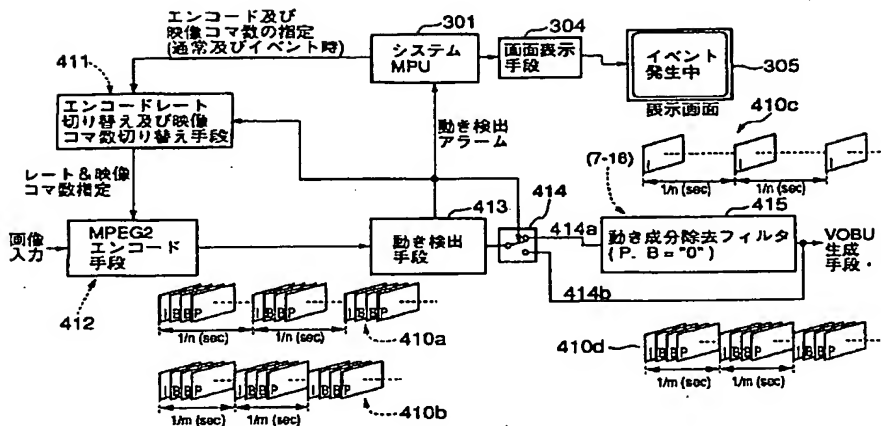 エンコード及び
映像コマ数の指定
(通常及びイベント時)
301
システム
MPU
304
画面表示
手段
イベント
発生中
305
表示画面
411
エンコードレート
切り替え及び映像
コマ数切り替え手段
動き検出
アラーム
410c
I
I
I
1/n (sec)
1/n (sec)
レート&映像
コマ数指定
(7-16)
413
414
415
画像
入力
MPEG2
エンコード
手段
動き検出
手段
414a
414b
動き成分除去フィルタ
( P. B = "0" )
VOBU
生成
手段
412
I B B P
I B B P
I B B P
1/n (sec)
1/n (sec)
410a
I B B P
I B B P
I B B P
1/m (sec)
1/m (sec)
410b
410d
I B B P
I B B P
I B B P
1/m (sec)
1/m (sec)